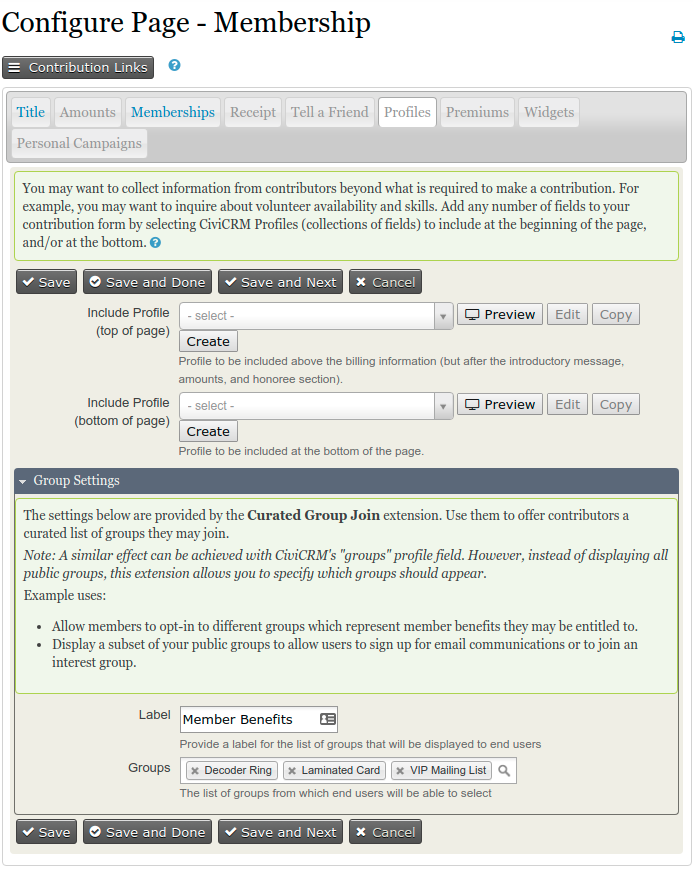 Configure Page - Membership
Contribution Links
Title Amounts Memberships Receipt Tell a Friend Profiles Premiums Widgets
Personal Campaigns
You may want to collect information from contributors beyond what is required to make a contribution. For
example, you may want to inquire about volunteer availability and skills. Add any number of fields to your
contribution form by selecting CiviCRM Profiles (collections of fields) to include at the beginning of the page,
and/or at the bottom. ?
Save Save and Done Save and Next Cancel
Include Profile - select - Preview Edit Copy
(top of page)
Create
Profile to be included above the billing information (but after the introductory message,
amounts, and honoree section).
Include Profile - select - Preview Edit Copy
(bottom of page)
Create
Profile to be included at the bottom of the page.
Group Settings
The settings below are provided by the Curated Group Join extension. Use them to offer contributors a
curated list of groups they may join.
Note: A similar effect can be achieved with CiviCRM's "groups" profile field. However, instead of displaying all
public groups, this extension allows you to specify which groups should appear.
Example uses:
• Allow members to opt-in to different groups which represent member benefits they may be entitled to.
• Display a subset of your public groups to allow users to sign up for email communications or to join an
interest group.
Label Member Benefits
Provide a label for the list of groups that will be displayed to end users
Groups Decoder Ring Laminated Card VIP Mailing List
The list of groups from which end users will be able to select
Save Save and Done Save and Next Cancel